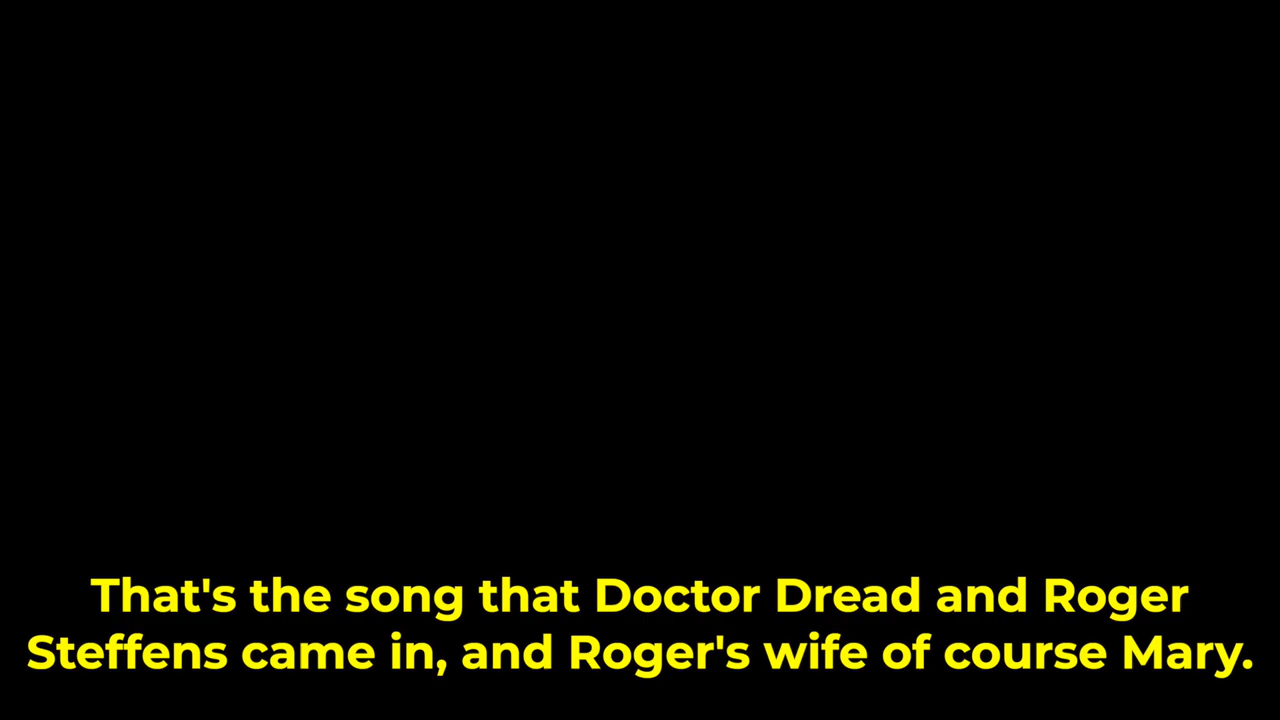 That's the song that Doctor Dread and Roger
Steffens came in, and Roger's wife of course Mary.